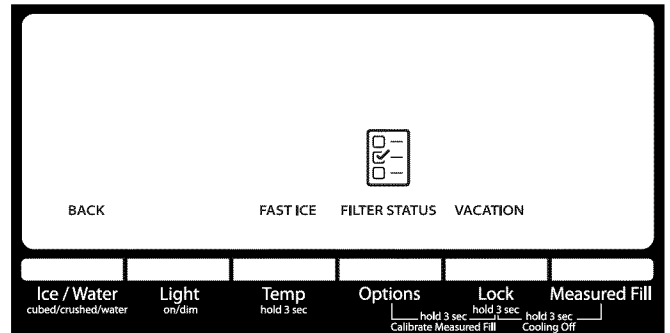 BACK FAST ICE FILTER STATUS VACATION
Ice / Water Light Temp Options Lock Measured Fill
cubed/crushed/water on/dim hold 3 sec hold 3 sec
hold 3 sec hold 3 sec
Calibrate Measured Fill Cooling Off